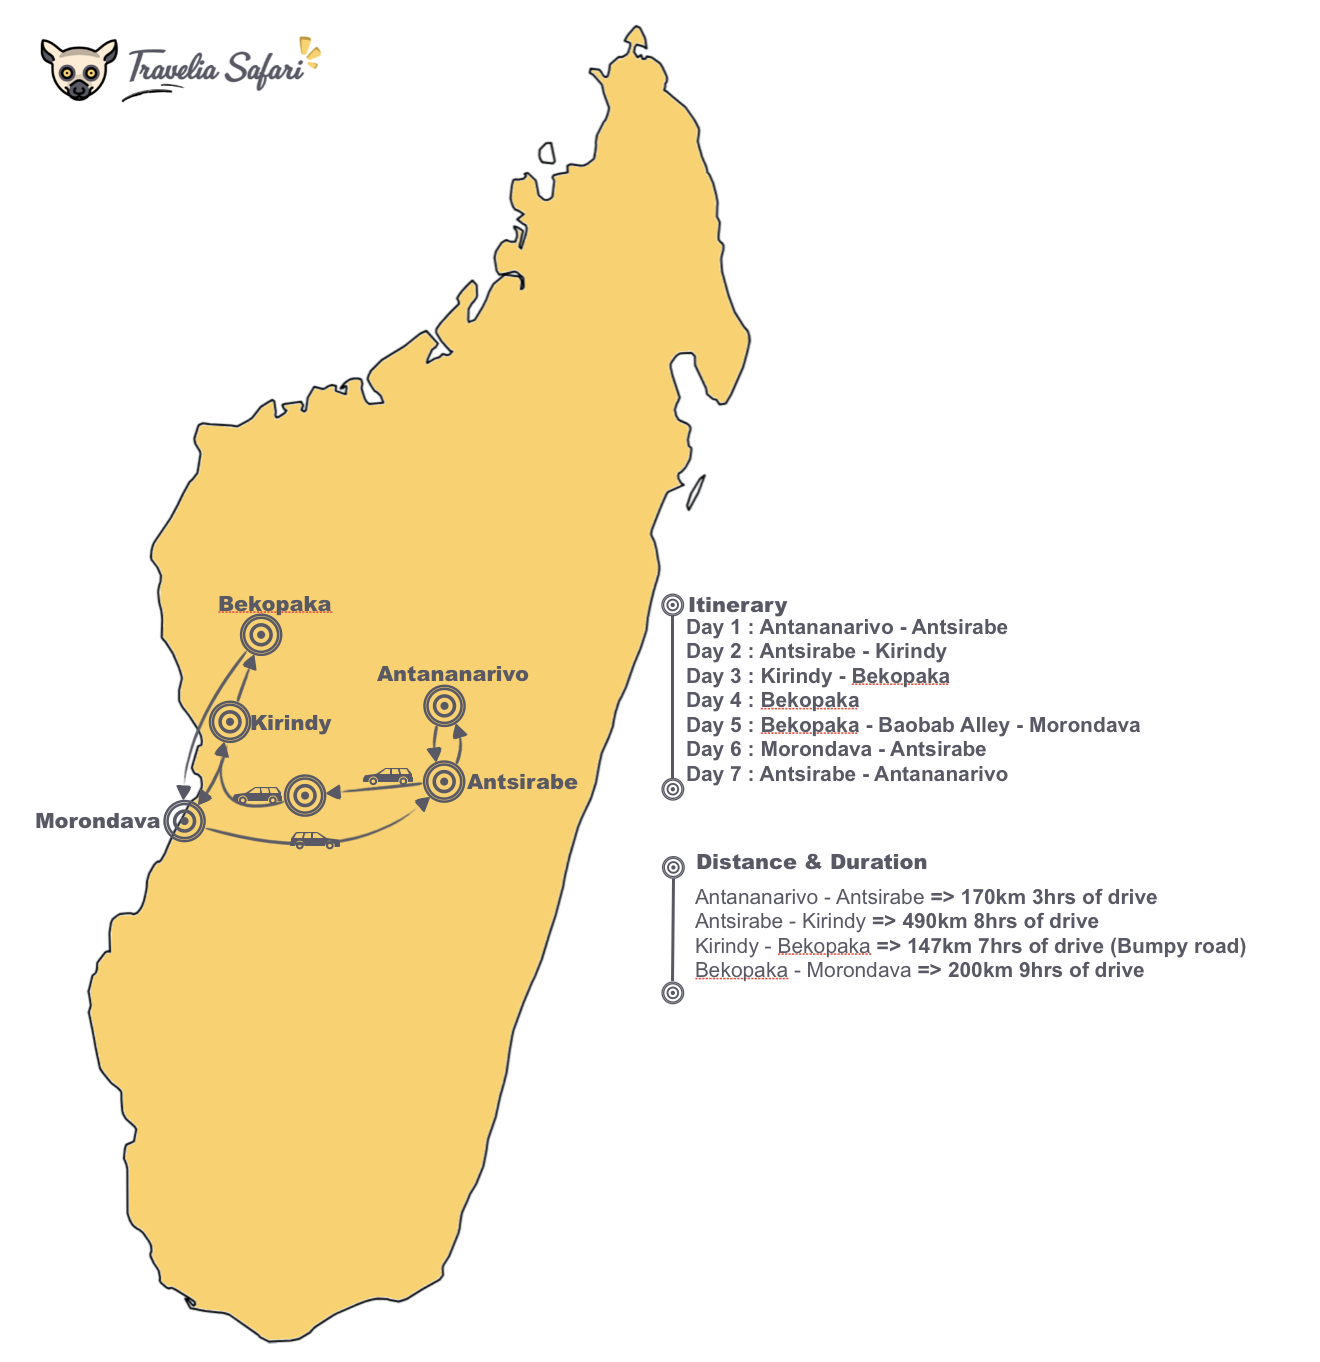 Travelia Safari
Bekopaka
Antananarivo
Kirindy
Antsirabe
Morondava
Itinerary
Day 1 : Antananarivo - Antsirabe
Day 2 : Antsirabe - Kirindy
Day 3 : Kirindy - Bekopaka
Day 4 : Bekopaka
Day 5 : Bekopaka - Baobab Alley - Morondava
Day 6 : Morondava - Antsirabe
Day 7 : Antsirabe - Antananarivo
Distance & Duration
Antananarivo - Antsirabe => 170km 3hrs of drive
Antsirabe - Kirindy => 490km 8hrs of drive
Kirindy - Bekopaka => 147km 7hrs of drive (Bumpy road)
Bekopaka - Morondava => 200km 9hrs of drive